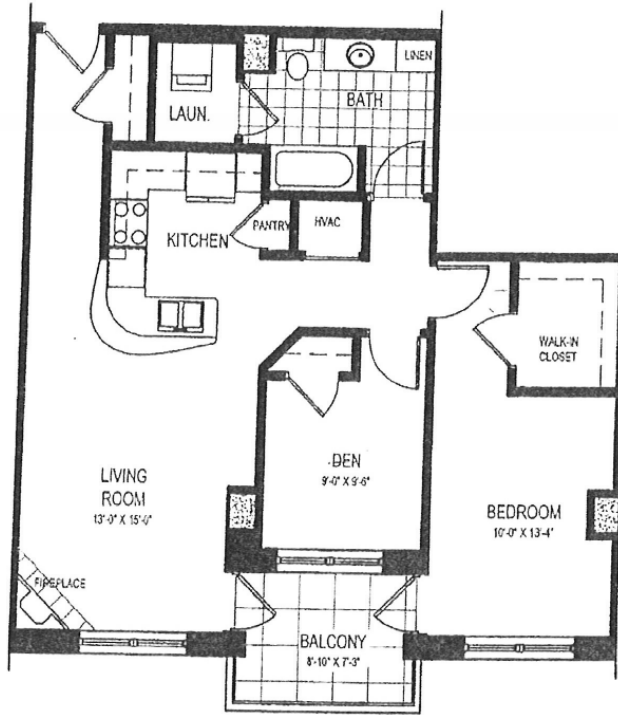 LINEN
BATH
LAUN.
PANTRY
HVAC
KITCHEN
WALK-IN
CLOSET
DEN
9'-0" X 9'-6"
LIVING
ROOM
13'-0" X 15'-0"
BEDROOM
10'-0" X 13'-4"
FIREPLACE
BALCONY
8'-10" X 7'-3"